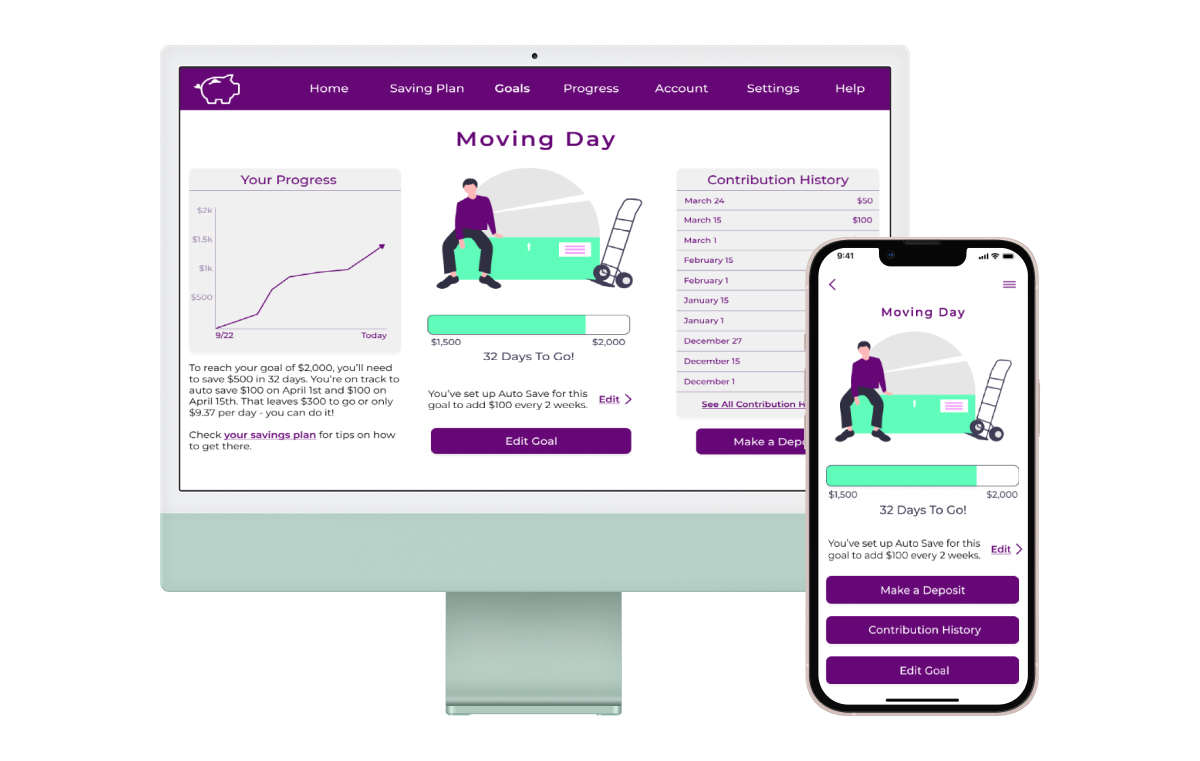 Home Saving Plan Goals Progress Account Settings Help
Moving Day
Your Progress
$2k
$1.5k
$1k
$500
9/22 Today
To reach your goal of $2,000, you'll need
to save $500 in 32 days. You're on track to
auto save $100 on April 1st and $100 on
April 15th. That leaves $300 to go or only
$9.37 per day - you can do it!
Check your savings plan for tips on how
to get there.
$1,500 $2,000
32 Days To Go!
You've set up Auto Save for this
goal to add $100 every 2 weeks.
Edit
Edit Goal
Contribution History
March 24 $50
March 15 $100
March 1
February 15
February 1
January 15
January 1
December 27
December 15
December 1
See All Contribution H
Make a Depo
9:41
Moving Day
$1,500 $2,000
32 Days To Go!
You've set up Auto Save for this
goal to add $100 every 2 weeks.
Edit
Make a Deposit
Contribution History
Edit Goal